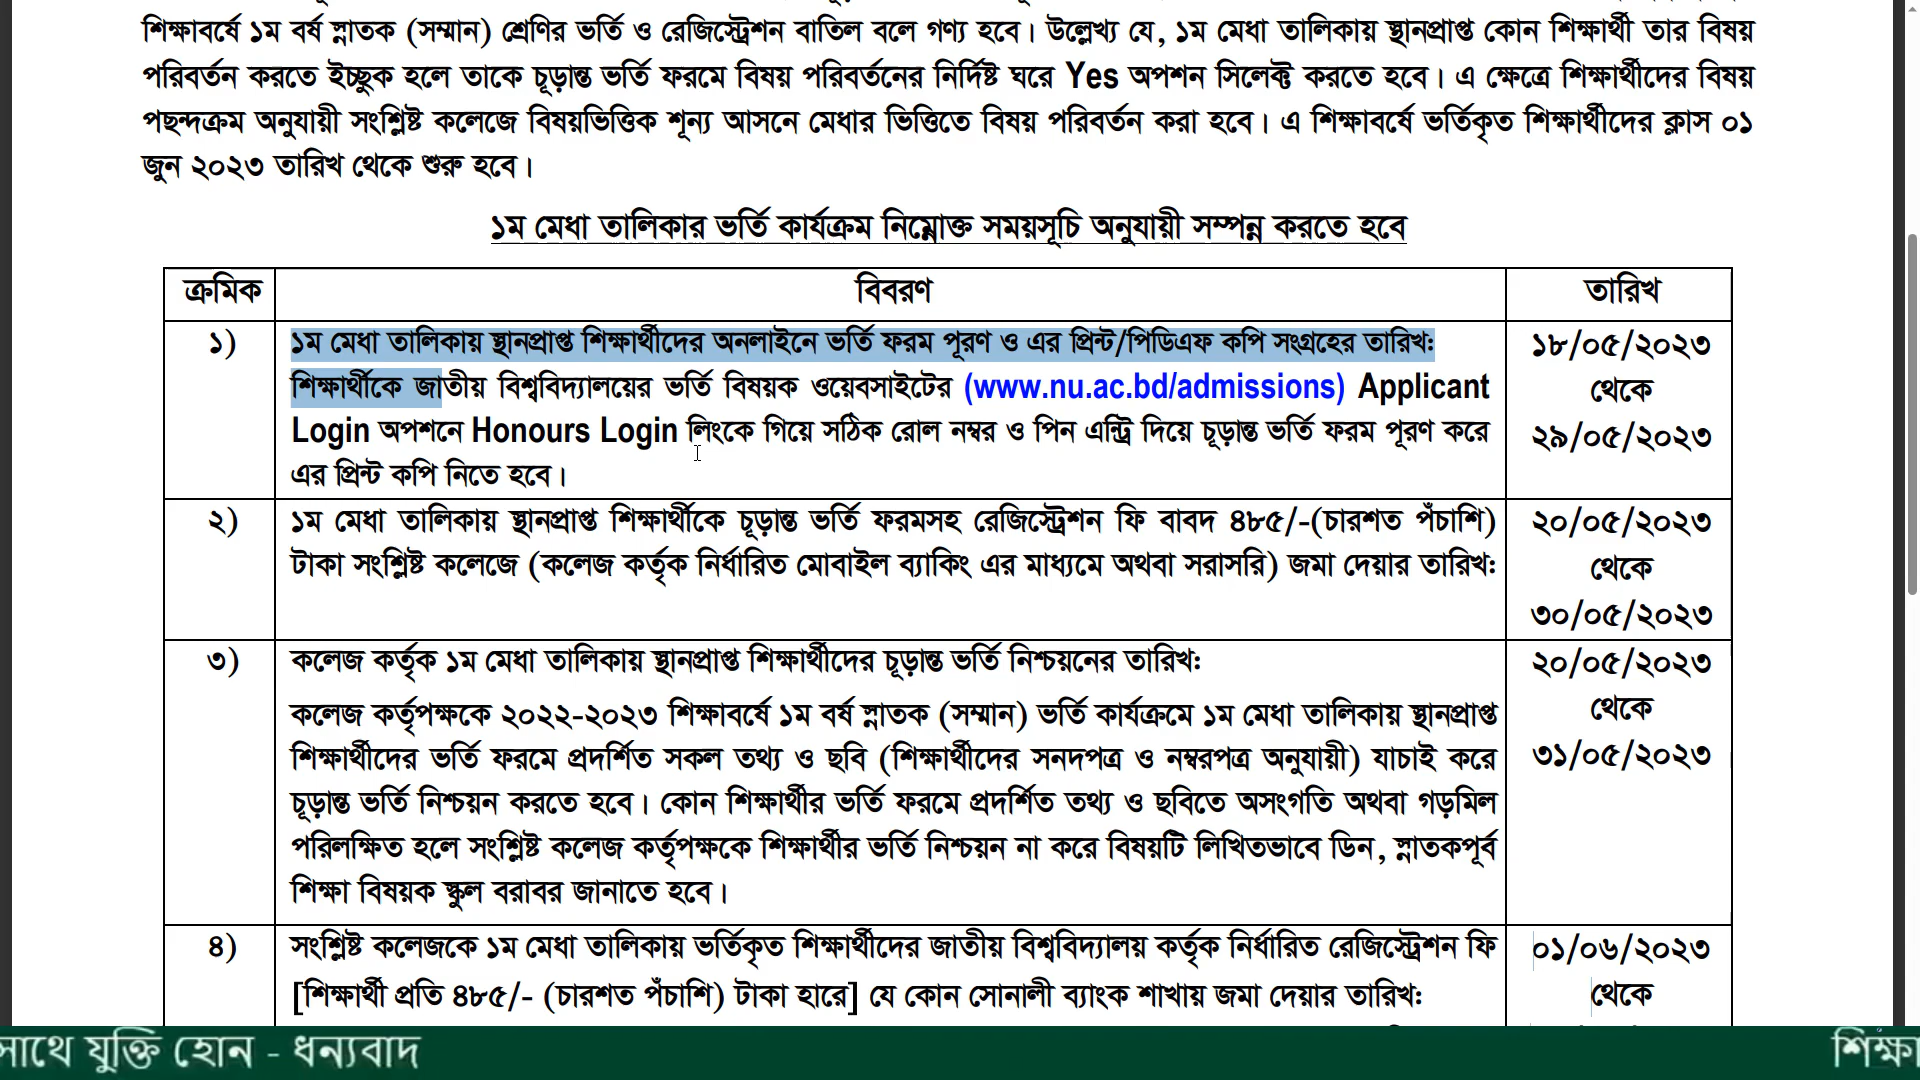 শিক্ষাবর্ষে ১ম বর্ষ স্নাতক (সম্মান) শ্রেণির ভর্তি ও রেজিস্ট্রেশন বাতিল বলে গণ্য হবে। উল্লেখ্য যে, ১ম মেধা তালিকায় স্থানপ্রাপ্ত কোন শিক্ষার্থী তার বিষয়
পরিবর্তন করতে ইচ্ছুক হলে তাকে চূড়ান্ত ভর্তি ফরমে বিষয় পরিবর্তনের নির্দিষ্ট ঘরে Yes অপশন সিলেক্ট করতে হবে। এ ক্ষেত্রে শিক্ষার্থীদের বিষয়
পছন্দক্রম অনুযায়ী সংশ্লিষ্ট কলেজে বিষয়ভিত্তিক শূন্য আসনে মেধার ভিত্তিতে বিষয় পরিবর্তন করা হবে। এ শিক্ষাবর্ষে ভর্তিকৃত শিক্ষার্থীদের ক্লাস ০১
জুন ২০২৩ তারিখ থেকে শুরু হবে।
১ম মেধা তালিকার ভর্তি কার্যক্রম নিম্নোক্ত সময়সূচি অনুযায়ী সম্পন্ন করতে হবে
ক্রমিক বিবরণ তারিখ
১) ১ম মেধা তালিকায় স্থানপ্রাপ্ত শিক্ষার্থীদের অনলাইনে ভর্তি ফরম পূরণ ও এর প্রিন্ট/পিডিএফ কপি সংগ্রহের তারিখঃ ১৮/০৫/২০২৩
শিক্ষার্থীকে জাতীয় বিশ্ববিদ্যালয়ের ভর্তি বিষয়ক ওয়েবসাইটের (www.nu.ac.bd/admissions) Applicant থেকে
Login অপশনে Honours Login লিংকে গিয়ে সঠিক রোল নম্বর ও পিন এন্ট্রি দিয়ে চূড়ান্ত ভর্তি ফরম পূরণ করে ২৯/০৫/২০২৩
এর প্রিন্ট কপি নিতে হবে।
২) ১ম মেধা তালিকায় স্থানপ্রাপ্ত শিক্ষার্থীকে চূড়ান্ত ভর্তি ফরমসহ রেজিস্ট্রেশন ফি বাবদ ৪৮৫/-(চারশত পঁচাশি) ২০/০৫/২০২৩
টাকা সংশ্লিষ্ট কলেজে (কলেজ কর্তৃক নির্ধারিত মোবাইল ব্যাকিং এর মাধ্যমে অথবা সরাসরি) জমা দেয়ার তারিখঃ থেকে
৩০/০৫/২০২৩
৩) কলেজ কর্তৃক ১ম মেধা তালিকায় স্থানপ্রাপ্ত শিক্ষার্থীদের চূড়ান্ত ভর্তি নিশ্চয়নের তারিখঃ ২০/০৫/২০২৩
কলেজ কর্তৃপক্ষকে ২০২২-২০২৩ শিক্ষাবর্ষে ১ম বর্ষ স্নাতক (সম্মান) ভর্তি কার্যক্রমে ১ম মেধা তালিকায় স্থানপ্রাপ্ত থেকে
শিক্ষার্থীদের ভর্তি ফরমে প্রদর্শিত সকল তথ্য ও ছবি (শিক্ষার্থীদের সনদপত্র ও নম্বরপত্র অনুযায়ী) যাচাই করে ৩১/০৫/২০২৩
চূড়ান্ত ভর্তি নিশ্চয়ন করতে হবে। কোন শিক্ষার্থীর ভর্তি ফরমে প্রদর্শিত তথ্য ও ছবিতে অসংগতি অথবা গড়মিল
পরিলক্ষিত হলে সংশ্লিষ্ট কলেজ কর্তৃপক্ষকে শিক্ষার্থীর ভর্তি নিশ্চয়ন না করে বিষয়টি লিখিতভাবে ডিন, স্নাতকপূর্ব
শিক্ষা বিষয়ক স্কুল বরাবর জানাতে হবে।
৪) সংশ্লিষ্ট কলেজকে ১ম মেধা তালিকায় ভর্তিকৃত শিক্ষার্থীদের জাতীয় বিশ্ববিদ্যালয় কর্তৃক নির্ধারিত রেজিস্ট্রেশন ফি ০১/০৬/২০২৩
[শিক্ষার্থী প্রতি ৪৮৫/- (চারশত পঁচাশি) টাকা হারে] যে কোন সোনালী ব্যাংক শাখায় জমা দেয়ার তারিখঃ থেকে
সাথে যুক্তি হোন - ধন্যবাদ শিক্ষা